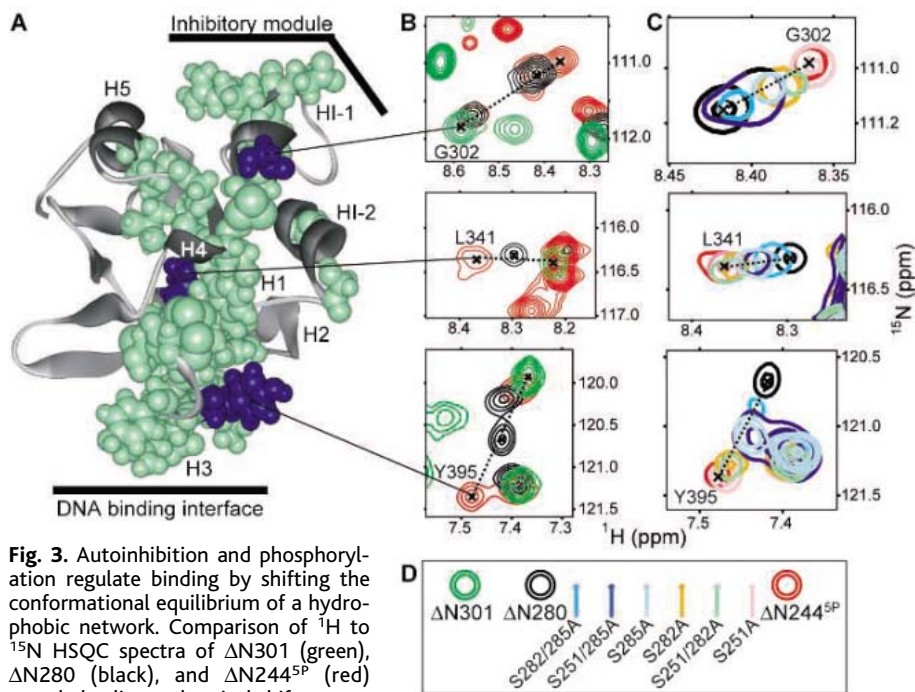 A
Inhibitory module
H5
HI-1
HI-2
H4
H1
H2
H3
DNA binding interface
B
G302
111.0
112.0
8.6 8.5 8.4 8.3
L341
116.0
116.5
117.0
8.4 8.3 8.2
Y395
120.0
120.5
121.0
121.5
7.5 7.4 7.3
C
G302
111.0
111.2
8.45 8.40 8.35
L341
116.0
116.5
8.4 8.3
Y395
120.5
121.0
121.5
7.5 7.4
¹⁵N (ppm)
¹H (ppm)
D
ΔN301 ΔN280 ΔN244⁵ᴾ
S282/285A
S251/285A
S285A
S282A
S251/282A
S251A
Fig. 3. Autoinhibition and phosphoryl-
ation regulate binding by shifting the
conformational equilibrium of a hydro-
phobic network. Comparison of ¹H to
¹⁵N HSQC spectra of ΔN301 (green),
ΔN280 (black), and ΔN244⁵ᴾ (red)